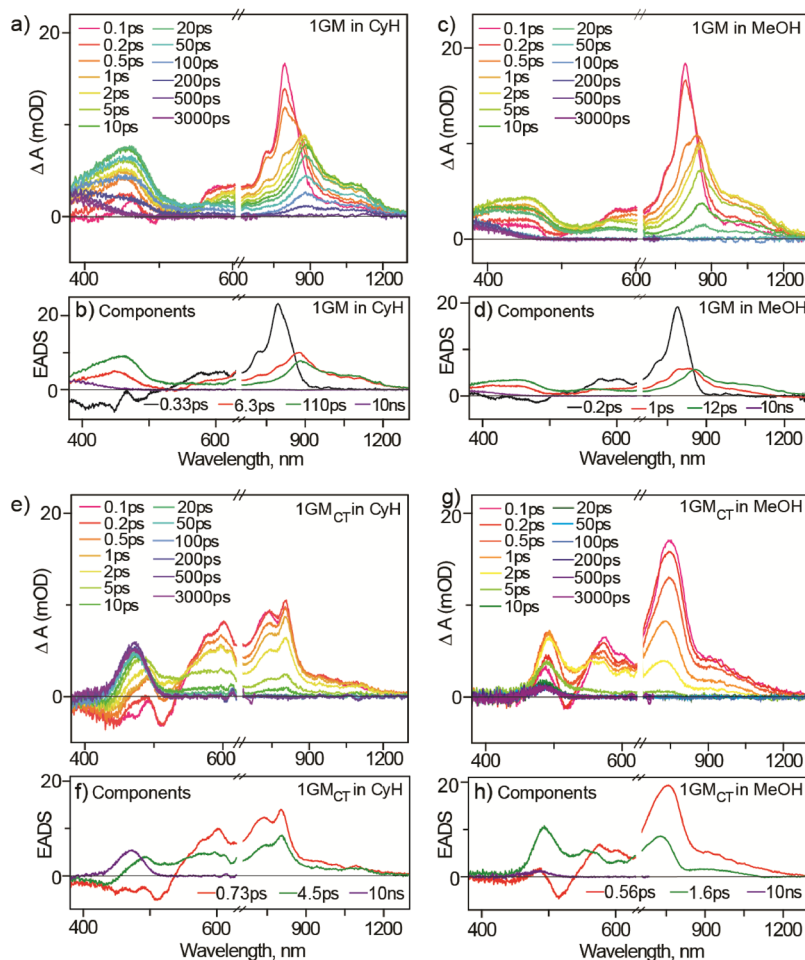 a)
1GM in CyH
20
10
0
Δ A (mOD)
0.1ps
0.2ps
0.5ps
1ps
2ps
5ps
10ps
20ps
50ps
100ps
200ps
500ps
3000ps
400
600
900
1200
c)
1GM in MeOH
20
0
Δ A (mOD)
0.1ps
0.2ps
0.5ps
1ps
2ps
5ps
10ps
20ps
50ps
100ps
200ps
500ps
3000ps
400
600
900
1200
b) Components
1GM in CyH
20
0
EADS
0.33ps
6.3ps
110ps
10ns
400
600
900
1200
Wavelength, nm
d) Components
1GM in MeOH
20
0
EADS
0.2ps
1ps
12ps
10ns
400
600
900
1200
Wavelength, nm
e)
1GMCT in CyH
20
0
Δ A (mOD)
0.1ps
0.2ps
0.5ps
1ps
2ps
5ps
10ps
20ps
50ps
100ps
200ps
500ps
3000ps
400
600
900
1200
g)
1GMCT in MeOH
20
0
Δ A (mOD)
0.1ps
0.2ps
0.5ps
1ps
2ps
5ps
10ps
20ps
50ps
100ps
200ps
500ps
3000ps
400
600
900
1200
f) Components
1GMCT in CyH
20
0
EADS
0.73ps
4.5ps
10ns
400
600
900
1200
Wavelength, nm
h) Components
1GMCT in MeOH
20
0
EADS
0.56ps
1.6ps
10ns
400
600
900
1200
Wavelength, nm